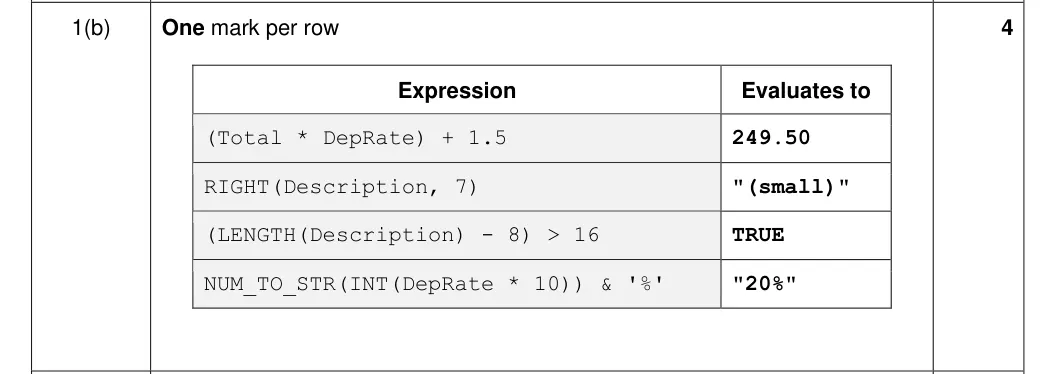 1(b) One mark per row 4
Expression Evaluates to
(Total * DepRate) + 1.5 249.50
RIGHT(Description, 7) "(small)"
(LENGTH(Description) - 8) > 16 TRUE
NUM_TO_STR(INT(DepRate * 10)) & '%' "20%"